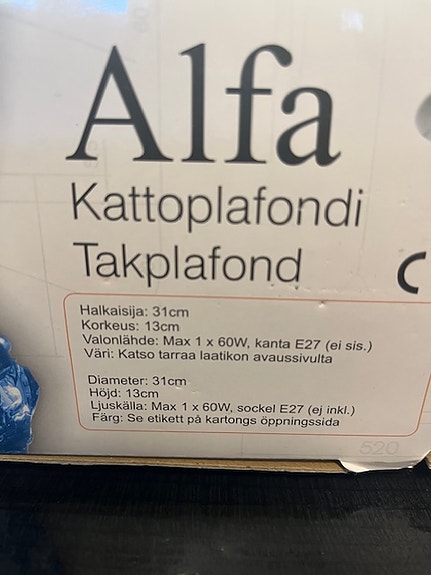 Alfa
Kattoplafondi
Takplafond
Halkaisija: 31cm
Korkeus: 13cm
Valonlähde: Max 1 x 60W, kanta E27 (ei sis.)
Väri: Katso tarraa laatikon avaussivulta
Diameter: 31cm
Höjd: 13cm
Ljuskälla: Max 1 x 60W, sockel E27 (ej inkl.)
Färg: Se etikett på kartongs öppningssida
520